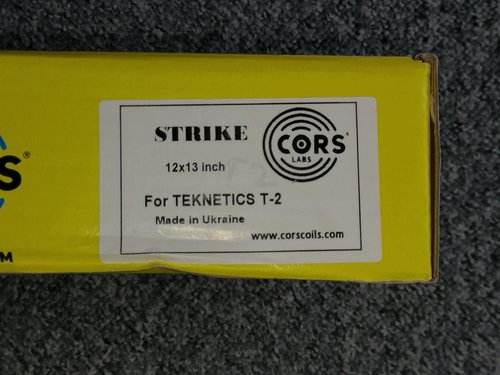 STRIKE
CORS
LABS
12x13 inch
For TEKNETICS T-2
Made in Ukraine
www.corscoils.com
S®
M